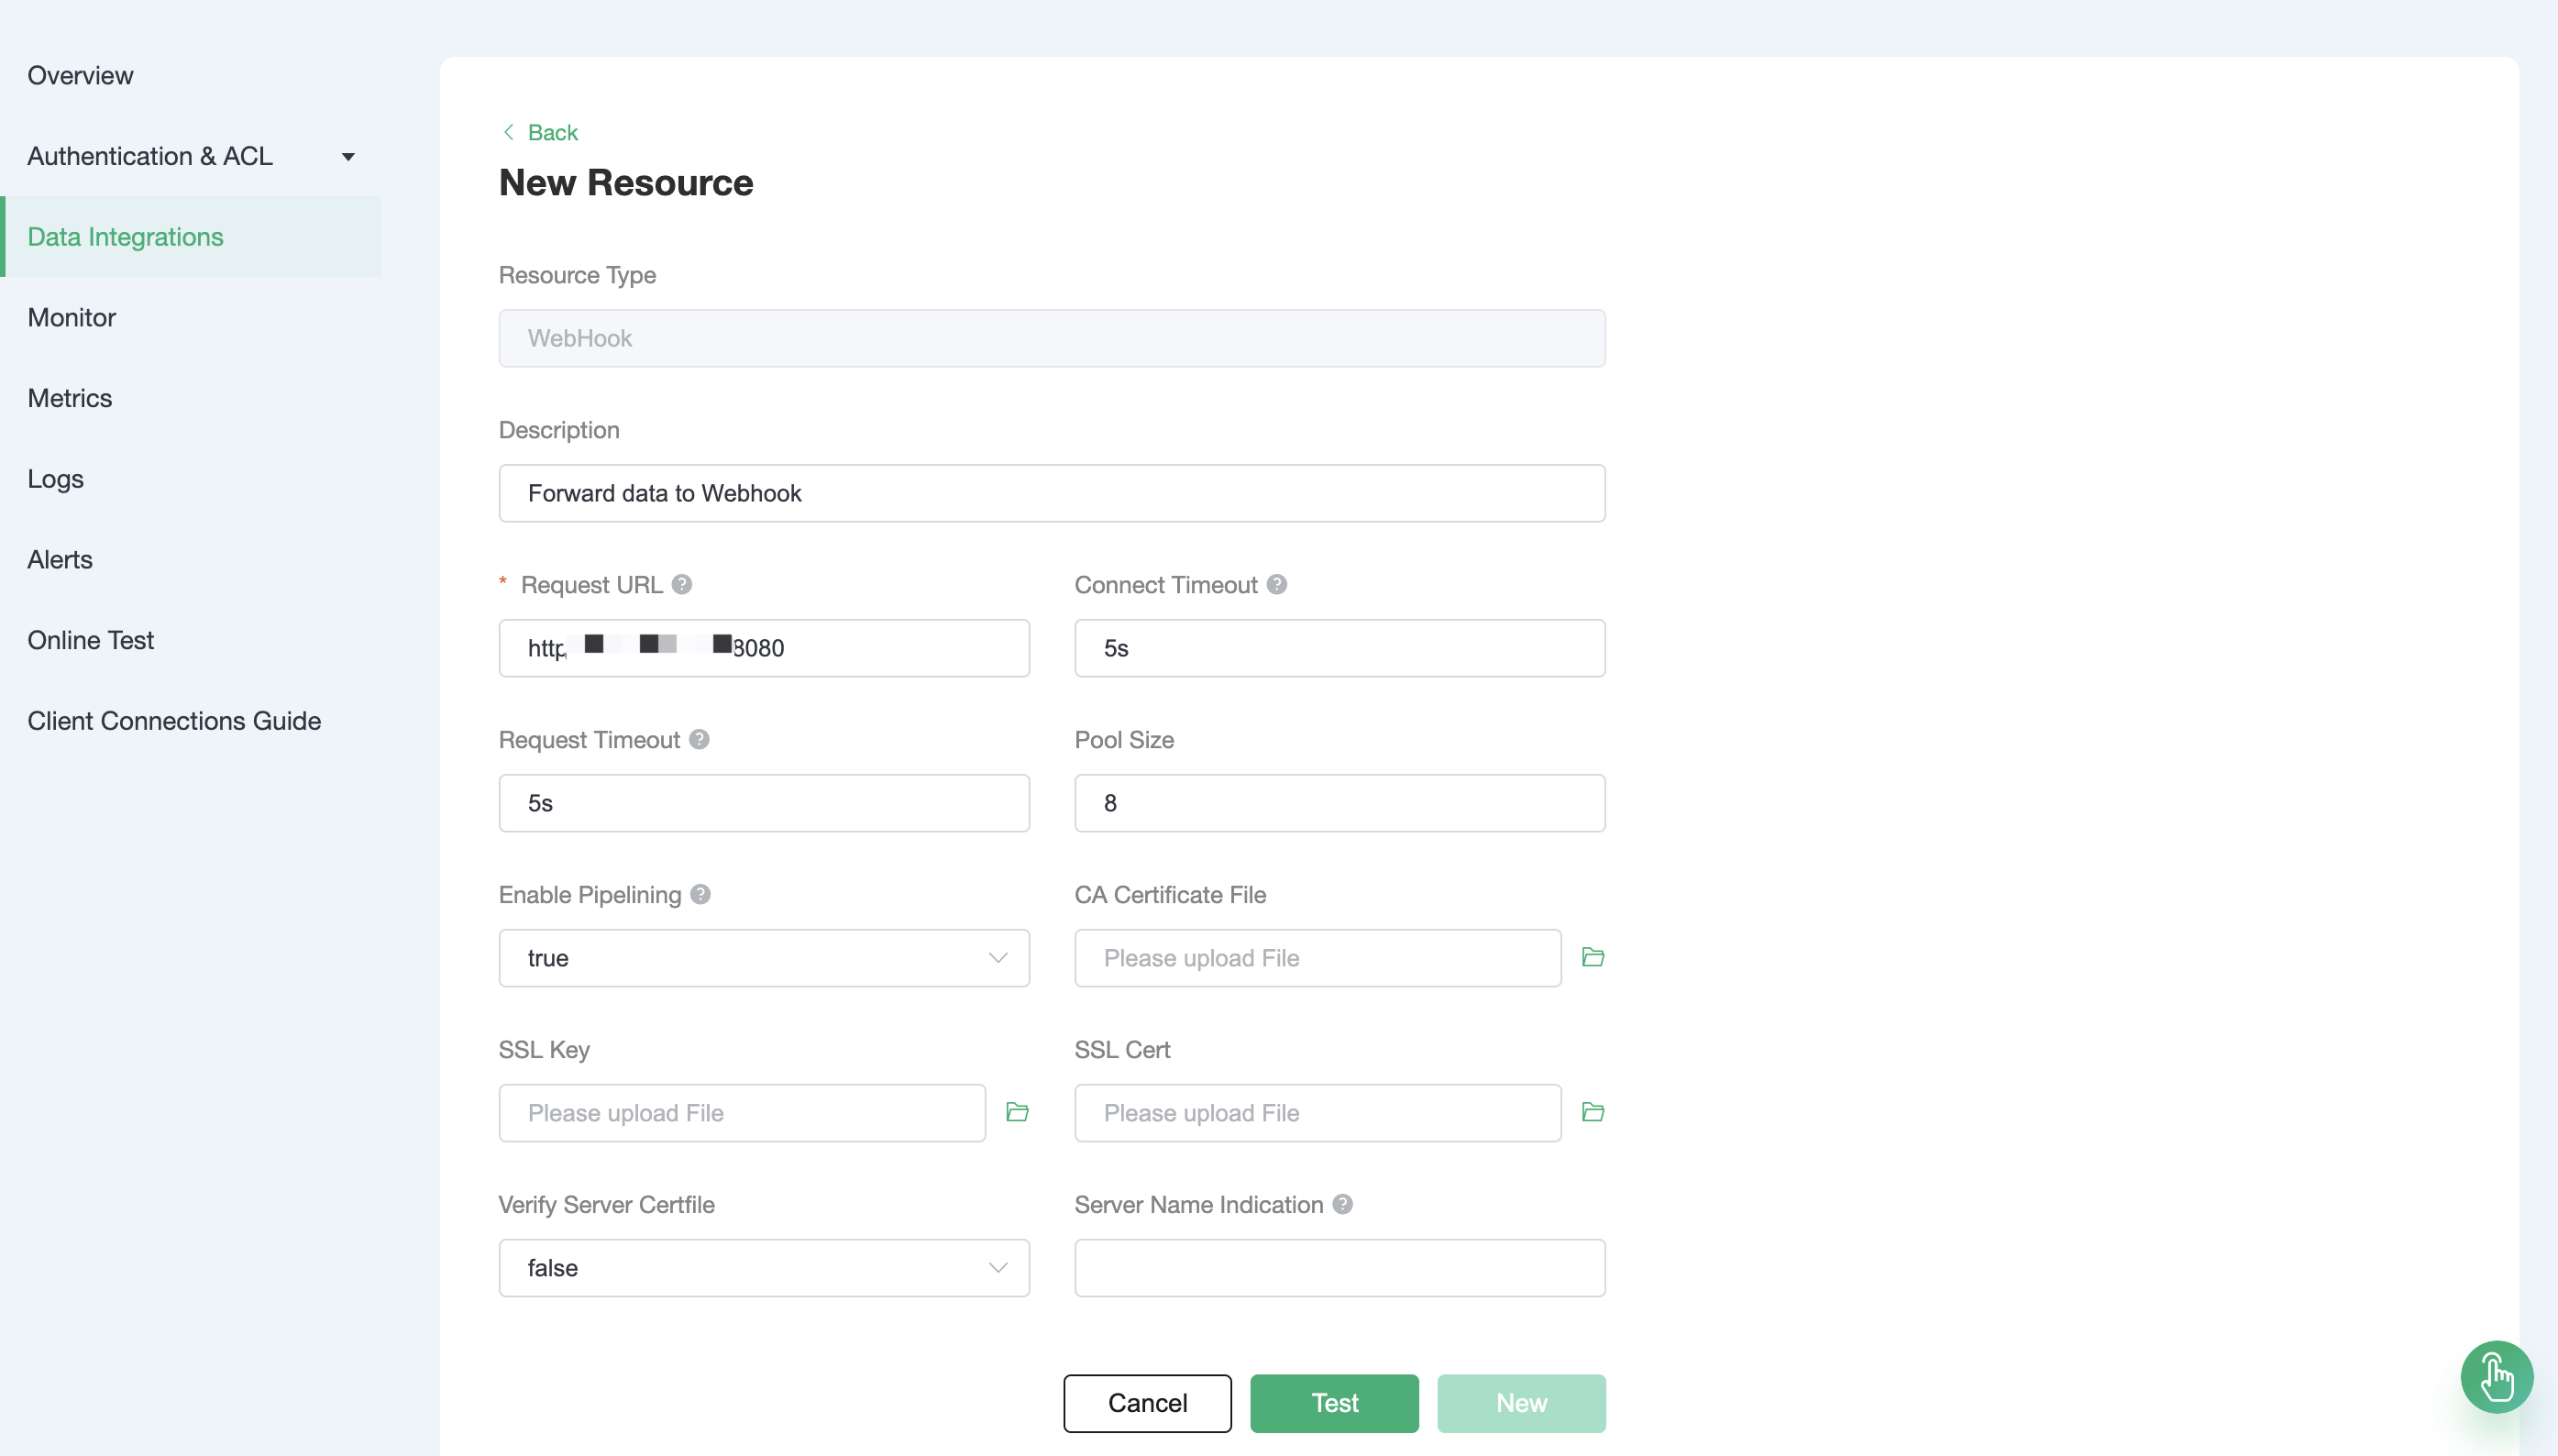 Overview
Authentication & ACL
Data Integrations
Monitor
Metrics
Logs
Alerts
Online Test
Client Connections Guide
Back
New Resource
Resource Type
WebHook
Description
Forward data to Webhook
* Request URL ?
http 8080
Connect Timeout ?
5s
Request Timeout ?
5s
Pool Size
8
Enable Pipelining ?
true
CA Certificate File
Please upload File
SSL Key
Please upload File
SSL Cert
Please upload File
Verify Server Certfile
false
Server Name Indication ?
Cancel
Test
New